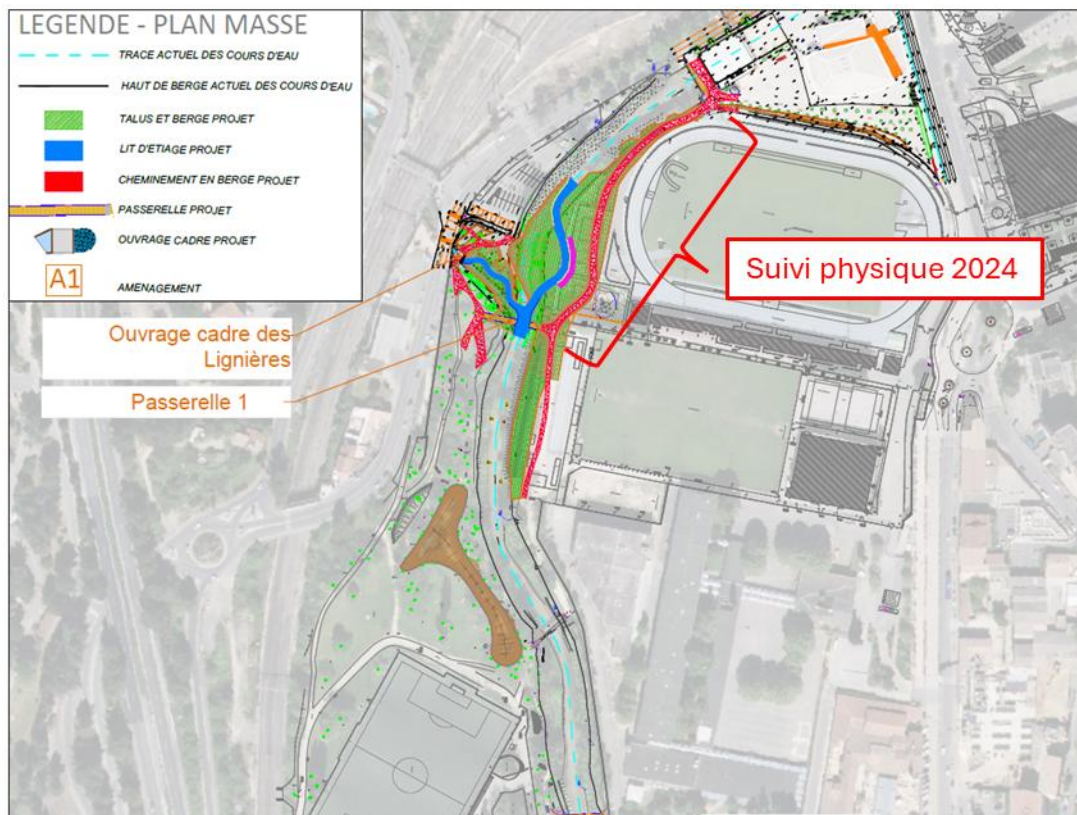 LEGENDE - PLAN MASSE
TRACE ACTUEL DES COURS D'EAU
HAUT DE BERGE ACTUEL DES COURS D'EAU
TALUS ET BERGE PROJET
LIT D'ETIAGE PROJET
CHEMINEMENT EN BERGE PROJET
PASSERELLE PROJET
OUVRAGE CADRE PROJET
A1
AMENAGEMENT
Suivi physique 2024
Ouvrage cadre des
Lignières
Passerelle 1